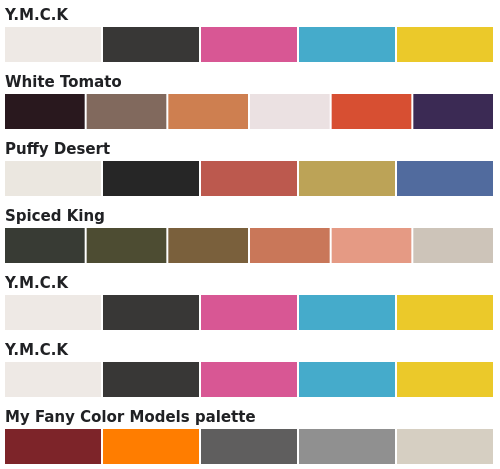 Y.M.C.K
White Tomato
Puffy Desert
Spiced King
Y.M.C.K
Y.M.C.K
My Fany Color Models palette